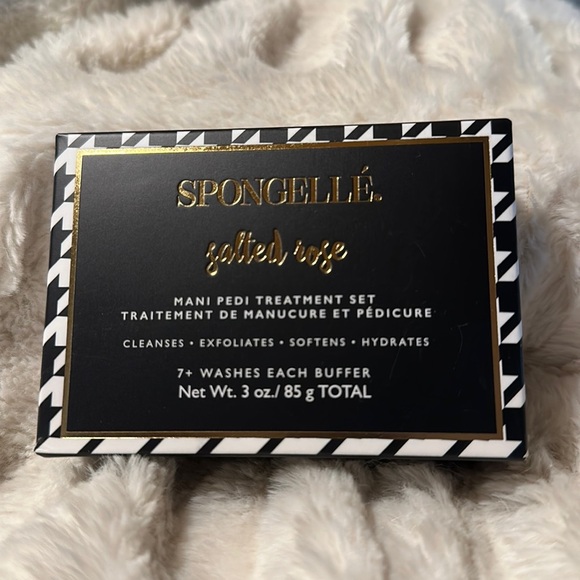 SPONGELLÉ.
salted rose
MANI PEDI TREATMENT SET
TRAITEMENT DE MANUCURE ET PÉDICURE
CLEANSES • EXFOLIATES • SOFTENS • HYDRATES
7+ WASHES EACH BUFFER
Net Wt. 3 oz./ 85 g TOTAL